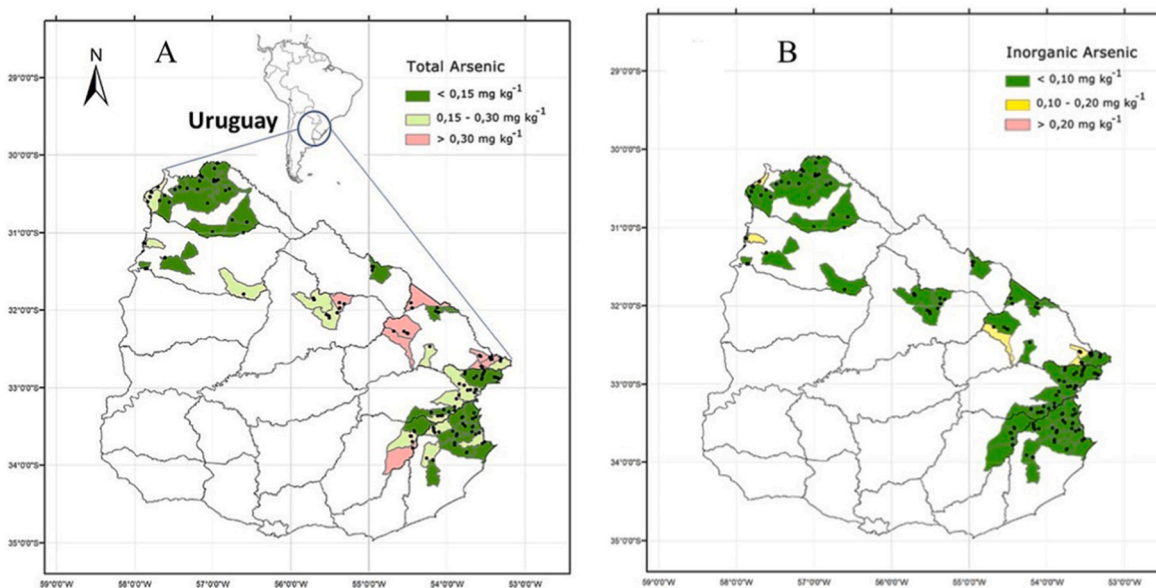 A
N
Uruguay
Total Arsenic
< 0,15 mg kg⁻¹
0,15 - 0,30 mg kg⁻¹
> 0,30 mg kg⁻¹
29°0'0"S
30°0'0"S
31°0'0"S
32°0'0"S
33°0'0"S
34°0'0"S
35°0'0"S
59°0'0"W 58°0'0"W 57°0'0"W 56°0'0"W 55°0'0"W 54°0'0"W 53°0'0"W
B
Inorganic Arsenic
< 0,10 mg kg⁻¹
0,10 - 0,20 mg kg⁻¹
> 0,20 mg kg⁻¹
29°0'0"S
30°0'0"S
31°0'0"S
32°0'0"S
33°0'0"S
34°0'0"S
35°0'0"S
59°0'0"W 58°0'0"W 57°0'0"W 56°0'0"W 55°0'0"W 54°0'0"W 53°0'0"W